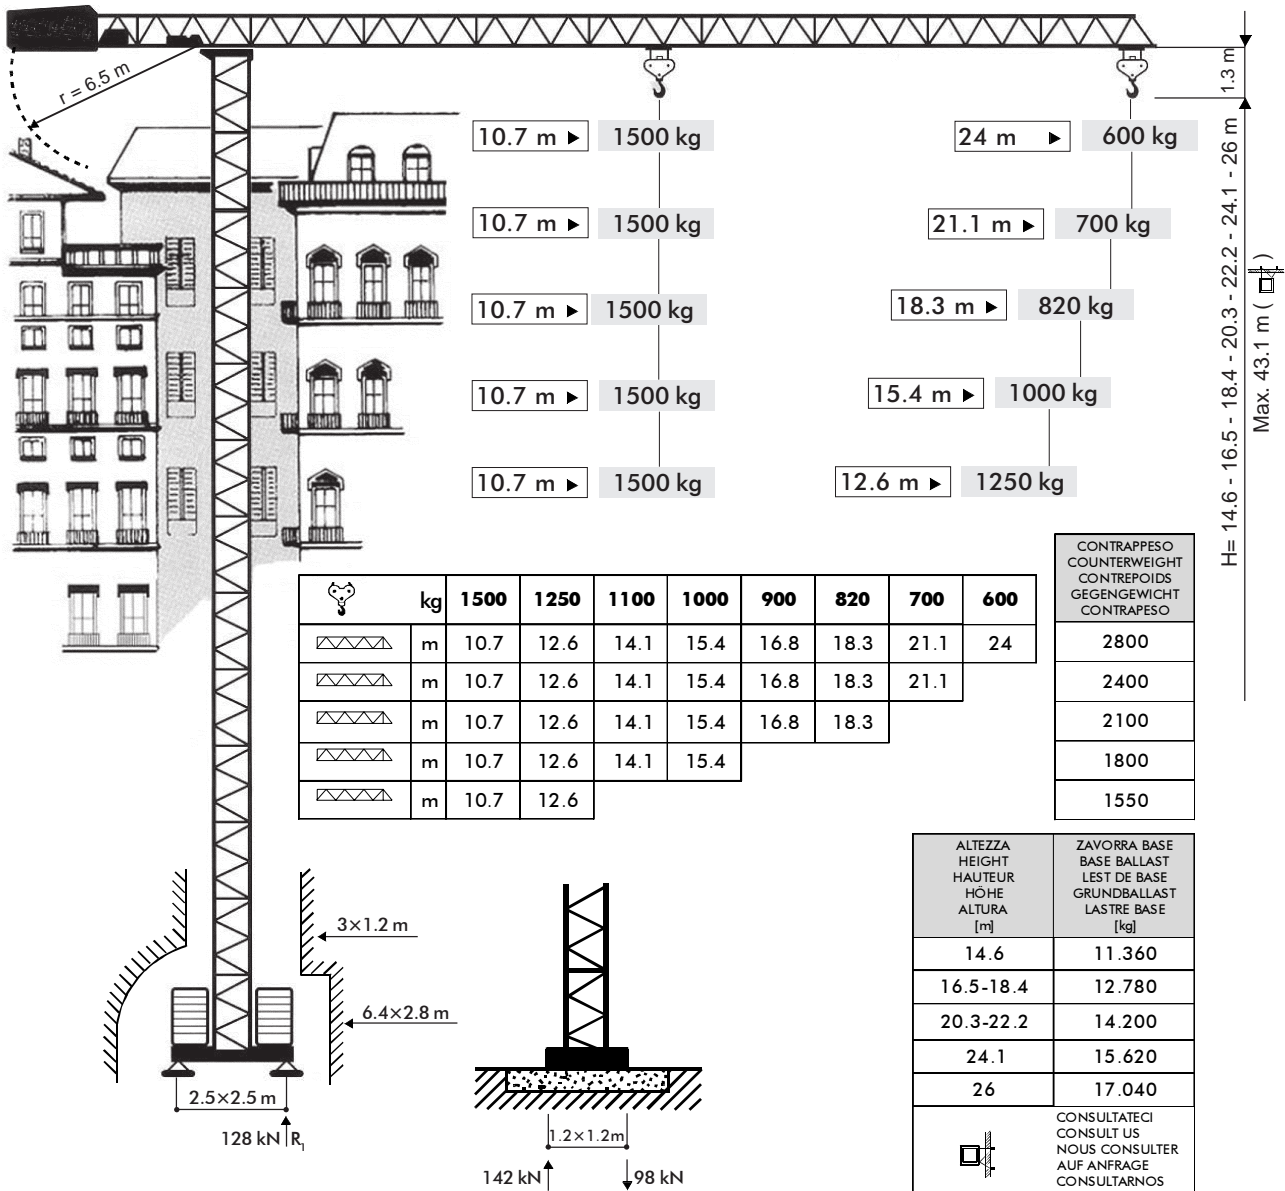 r = 6.5 m
1.3 m
10.7 m ▶ 1500 kg
24 m ▶ 600 kg
10.7 m ▶ 1500 kg
21.1 m ▶ 700 kg
10.7 m ▶ 1500 kg
18.3 m ▶ 820 kg
10.7 m ▶ 1500 kg
15.4 m ▶ 1000 kg
10.7 m ▶ 1500 kg
12.6 m ▶ 1250 kg
H= 14.6 - 16.5 - 18.4 - 20.3 - 22.2 - 24.1 - 26 m
Max. 43.1 m ( )
kg 1500 1250 1100 1000 900 820 700 600
m 10.7 12.6 14.1 15.4 16.8 18.3 21.1 24
m 10.7 12.6 14.1 15.4 16.8 18.3 21.1
m 10.7 12.6 14.1 15.4 16.8 18.3
m 10.7 12.6 14.1 15.4
m 10.7 12.6
CONTRAPPESO
COUNTERWEIGHT
CONTREPOIDS
GEGENGEWICHT
CONTRAPESO
2800
2400
2100
1800
1550
ALTEZZA
HEIGHT
HAUTEUR
HÖHE
ALTURA
[m]
ZAVORRA BASE
BASE BALLAST
LEST DE BASE
GRUNDBALLAST
LASTRE BASE
[kg]
14.6 11.360
16.5-18.4 12.780
20.3-22.2 14.200
24.1 15.620
26 17.040
CONSULTATECI
CONSULT US
NOUS CONSULTER
AUF ANFRAGE
CONSULTARNOS
3×1.2 m
6.4×2.8 m
2.5×2.5 m
128 kN R1
1.2×1.2m
142 kN 98 kN